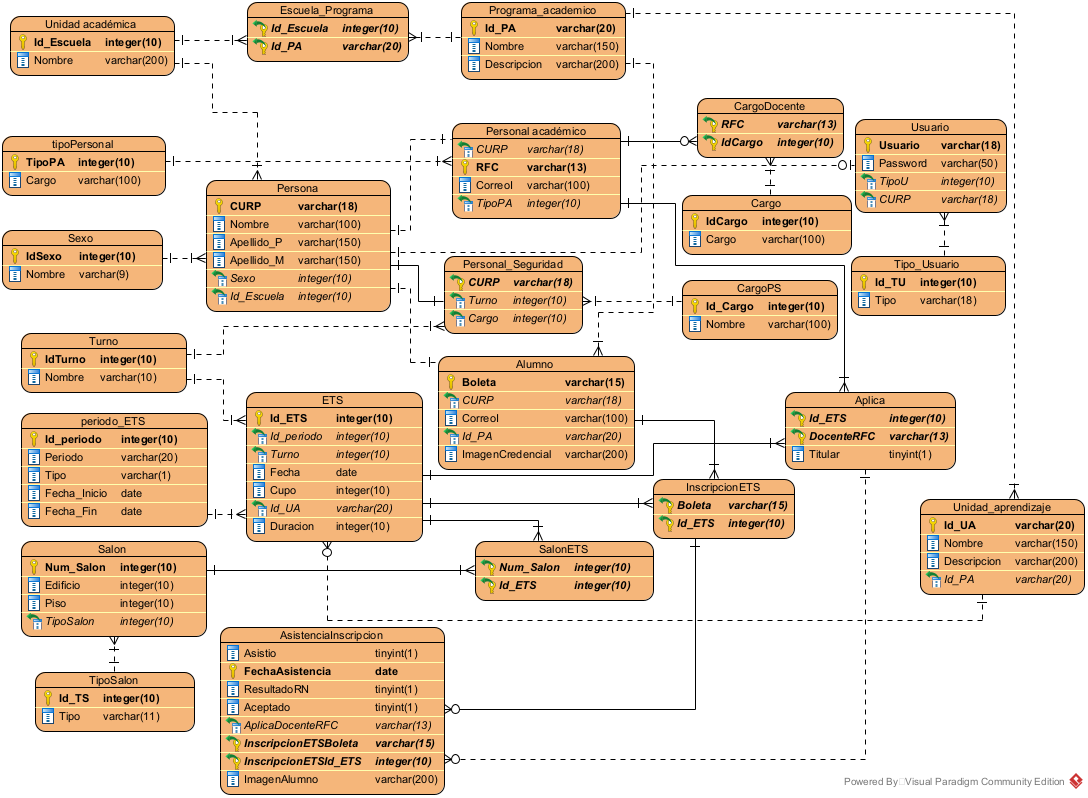 Unidad académica
Id_Escuela integer(10)
Nombre varchar(200)
Escuela_Programa
Id_Escuela integer(10)
Id_PA varchar(20)
Programa_academico
Id_PA varchar(20)
Nombre varchar(150)
Descripcion varchar(200)
tipoPersonal
TipoPA integer(10)
Cargo varchar(100)
Personal académico
CURP varchar(18)
RFC varchar(13)
Correol varchar(100)
TipoPA integer(10)
CargoDocente
RFC varchar(13)
IdCargo integer(10)
Usuario
Usuario varchar(18)
Password varchar(50)
TipoU integer(10)
CURP varchar(18)
Persona
CURP varchar(18)
Nombre varchar(100)
Apellido_P varchar(150)
Apellido_M varchar(150)
Sexo integer(10)
Id_Escuela integer(10)
Cargo
IdCargo integer(10)
Cargo varchar(100)
Sexo
IdSexo integer(10)
Nombre varchar(9)
Personal_Seguridad
CURP varchar(18)
Turno integer(10)
Cargo integer(10)
CargoPS
Id_Cargo integer(10)
Nombre varchar(100)
Tipo_Usuario
Id_TU integer(10)
Tipo varchar(18)
Turno
IdTurno integer(10)
Nombre varchar(10)
Alumno
Boleta varchar(15)
CURP varchar(18)
Correol varchar(100)
Id_PA varchar(20)
ImagenCredencial varchar(200)
ETS
Id_ETS integer(10)
Id_periodo integer(10)
Turno integer(10)
Fecha date
Cupo integer(10)
Id_UA varchar(20)
Duracion integer(10)
Aplica
Id_ETS integer(10)
DocenteRFC varchar(13)
Titular tinyint(1)
periodo_ETS
Id_periodo integer(10)
Periodo varchar(20)
Tipo varchar(1)
Fecha_Inicio date
Fecha_Fin date
InscripcionETS
Boleta varchar(15)
Id_ETS integer(10)
Unidad_aprendizaje
Id_UA varchar(20)
Nombre varchar(150)
Descripcion varchar(200)
Id_PA varchar(20)
Salon
Num_Salon integer(10)
Edificio integer(10)
Piso integer(10)
TipoSalon integer(10)
SalonETS
Num_Salon integer(10)
Id_ETS integer(10)
AsistenciaInscripcion
Asistio tinyint(1)
FechaAsistencia date
ResultadoRN tinyint(1)
Aceptado tinyint(1)
AplicaDocenteRFC varchar(13)
InscripcionETSBoleta varchar(15)
InscripcionETSId_ETS integer(10)
ImagenAlumno varchar(200)
TipoSalon
Id_TS integer(10)
Tipo varchar(11)
Powered By Visual Paradigm Community Edition